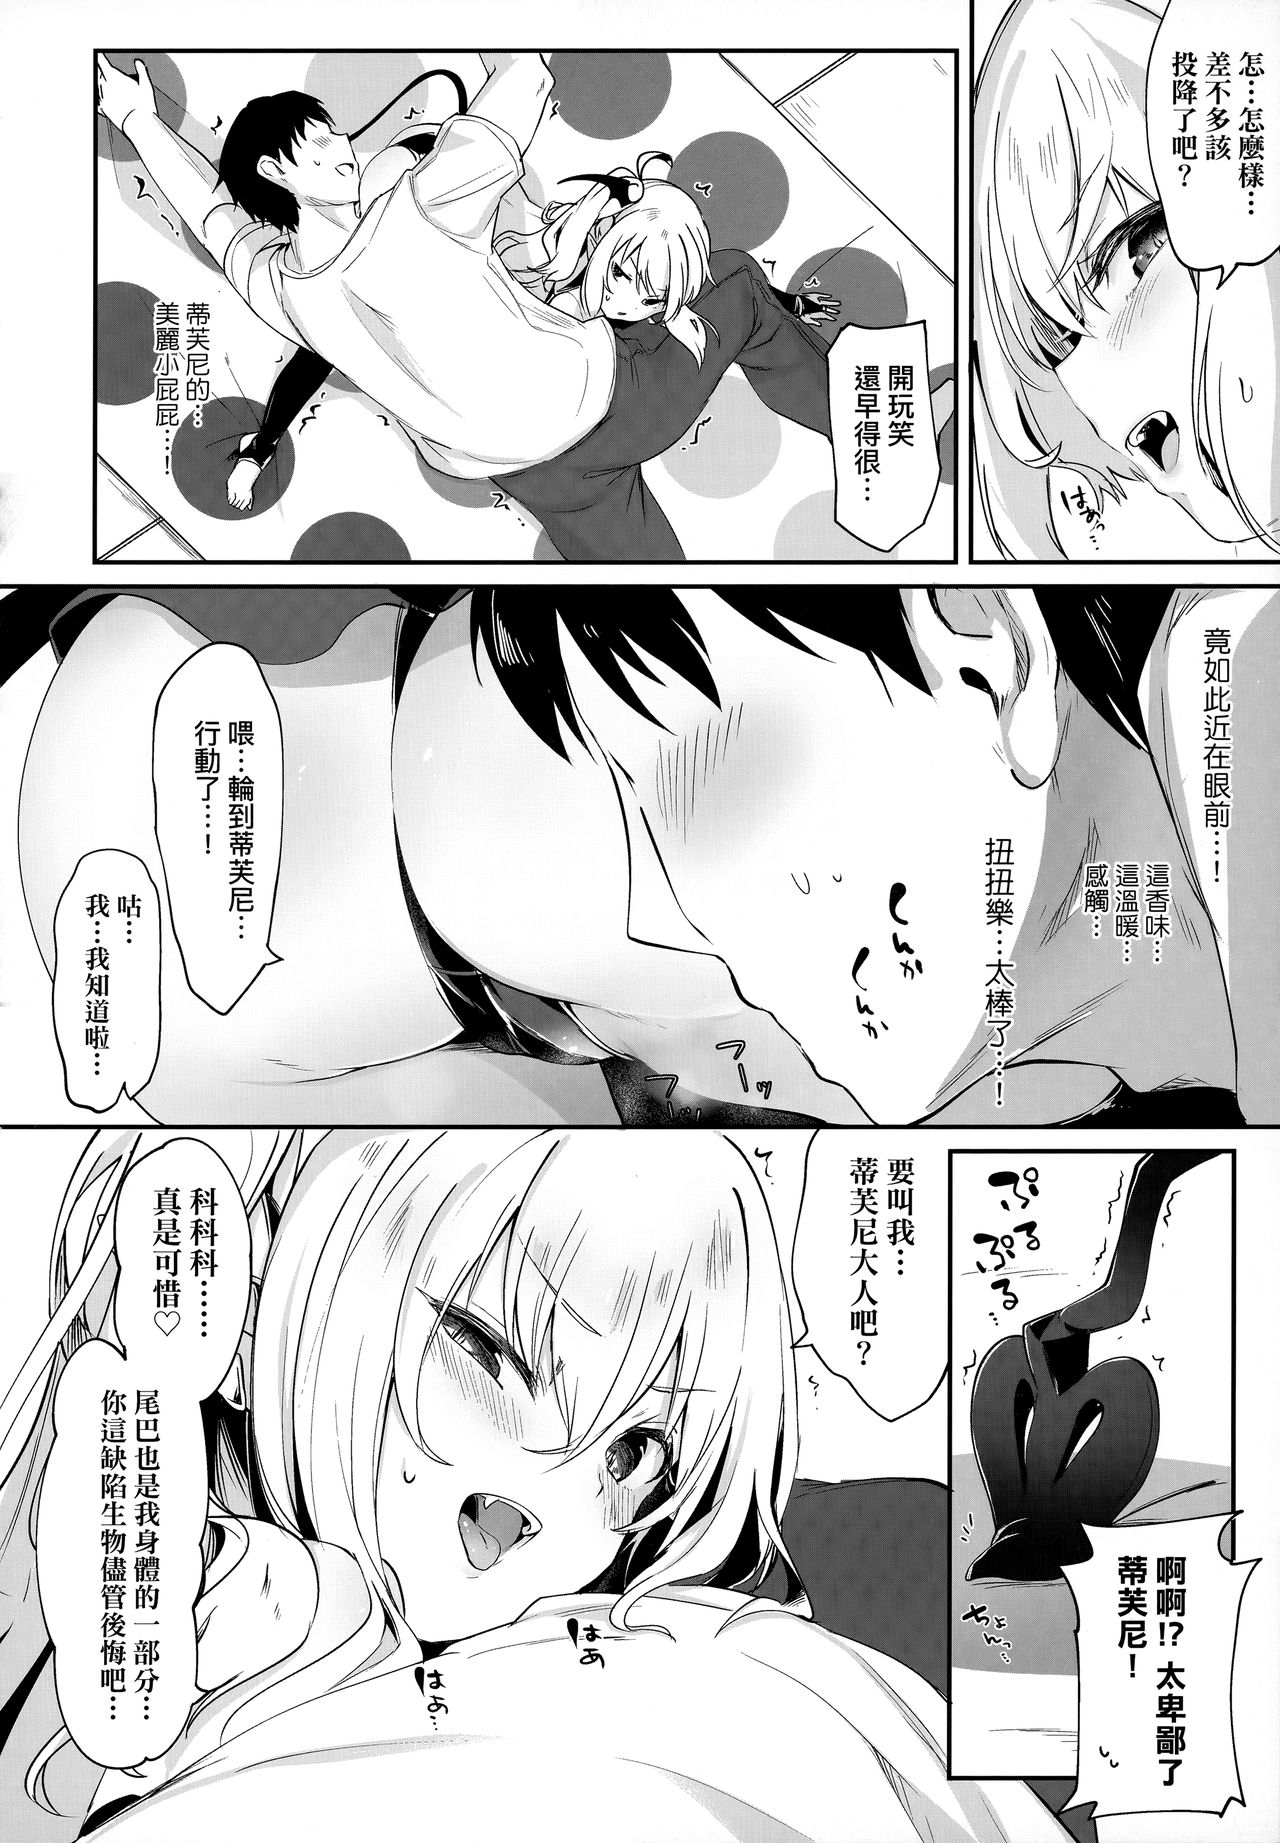 怎…怎麼樣…
差不多該
投降了吧？
はぁっ…
開玩笑
還早得很…
蒂芙尼的…
美麗小屁屁…！
竟如此近在眼前…！
這香味…
這溫暖…
感觸…
扭扭樂…太棒了…！
くんか
くんか
フーッ
フーッ
喂…輪到蒂芙尼…
行動了…！
咕…
我…我知道啦…
ぷるぷる…
ちょんっ…
啊啊!? 太卑鄙了
蒂芙尼！
要叫我…
蒂芙尼大人吧？
科科科……
真是可惜♡
尾巴也是我身體的一部分…
你這缺陷生物儘管後悔吧…
はぁ
はぁ…